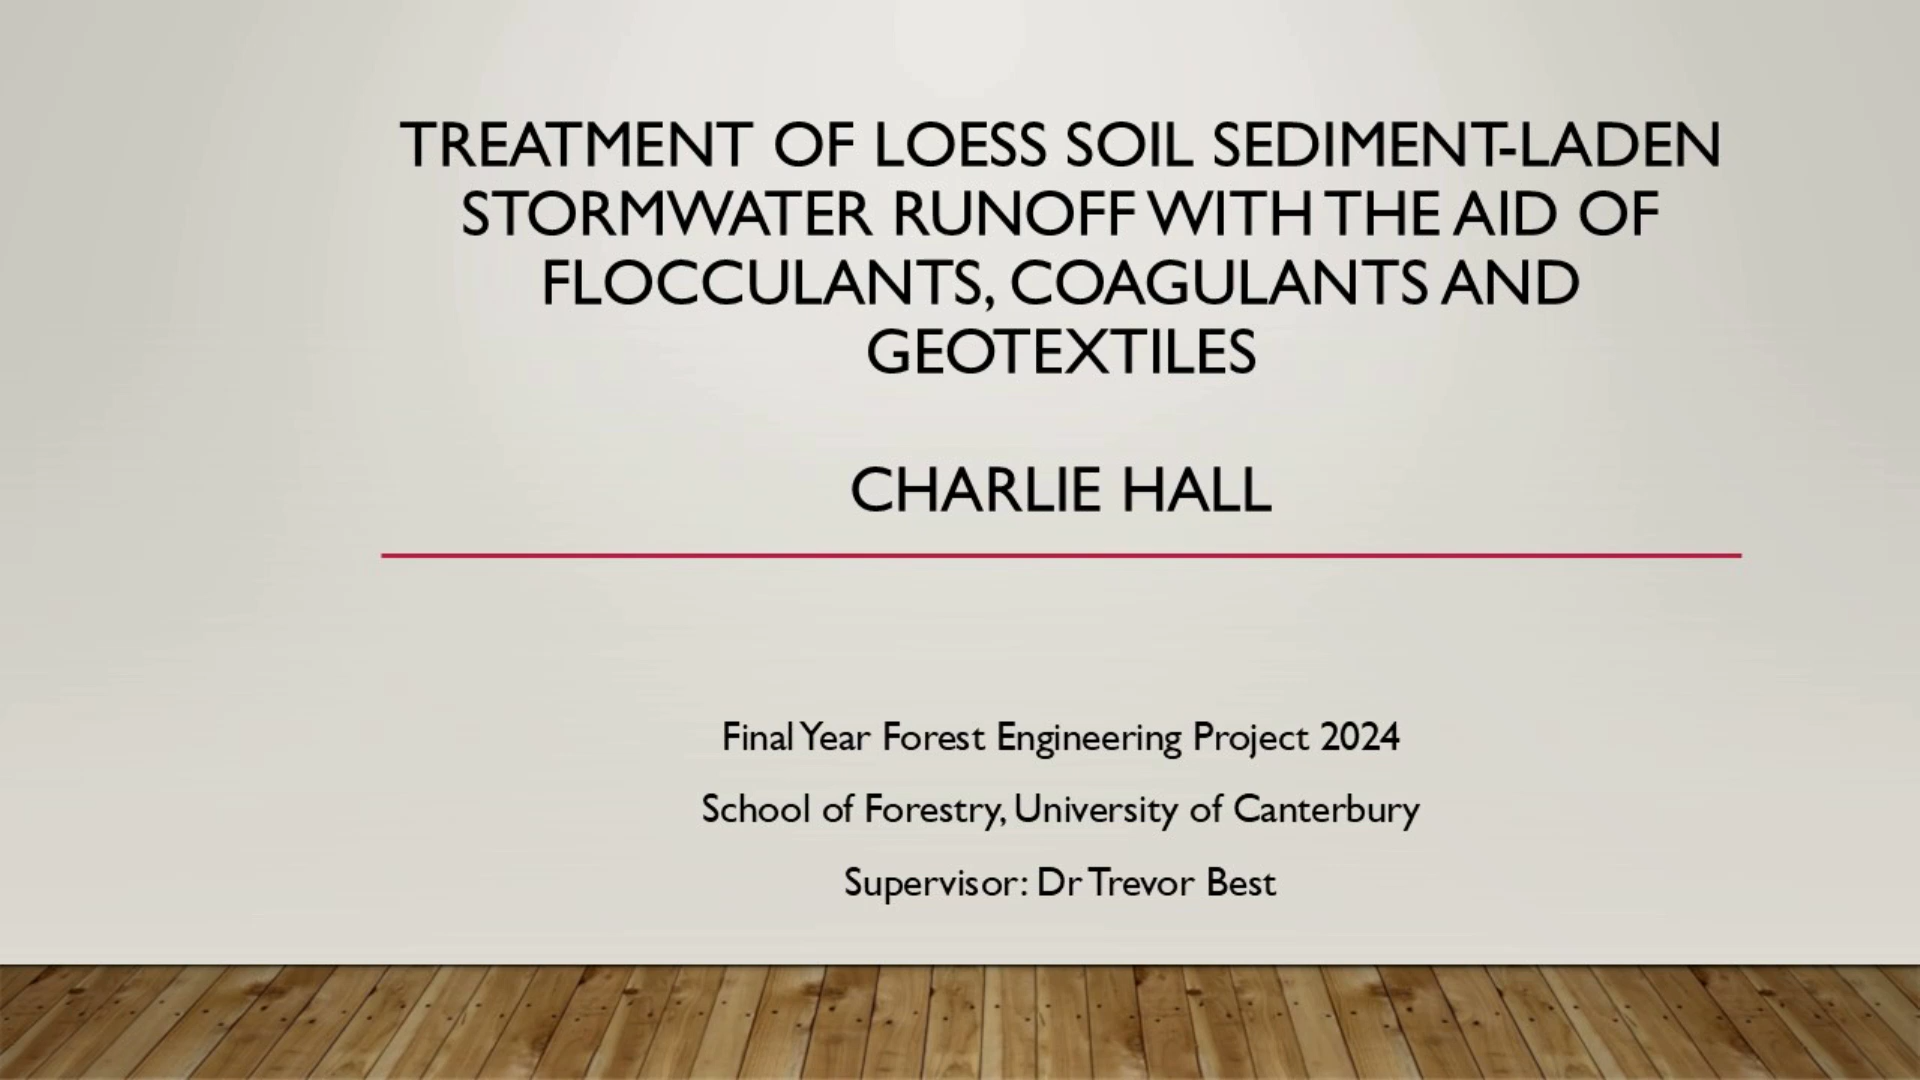 TREATMENT OF LOESS SOIL SEDIMENT-LADEN
STORMWATER RUNOFF WITH THE AID OF
FLOCCULANTS, COAGULANTS AND
GEOTEXTILES
CHARLIE HALL
Final Year Forest Engineering Project 2024
School of Forestry, University of Canterbury
Supervisor: Dr Trevor Best